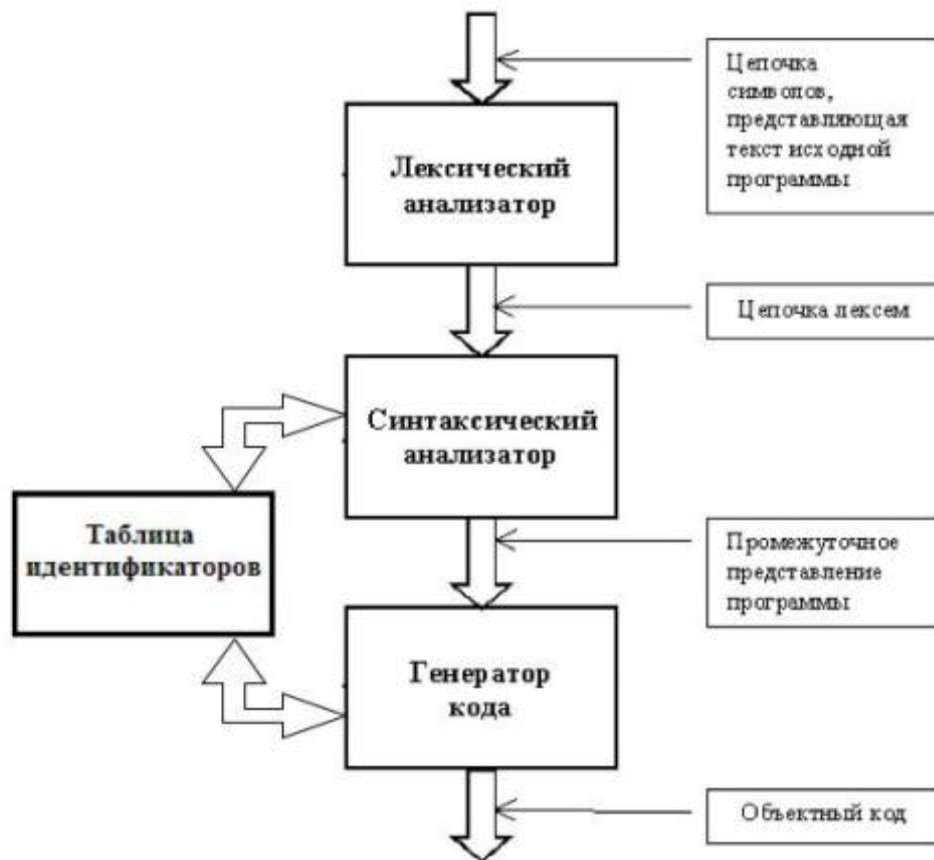 Цепочка
символов,
представляющая
текст исходной
программы
Лексический
анализатор
Цепочка лексем
Синтаксический
анализатор
Таблица
идентификаторов
Промежуточное
представление
программы
Генератор
кода
Объектный код